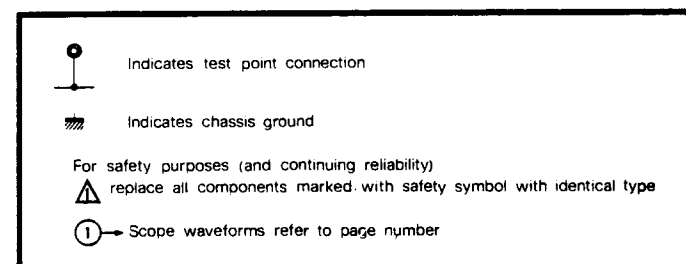 Indicates test point connection
Indicates chassis ground
For safety purposes (and continuing reliability)
replace all components marked with safety symbol with identical type
1 → Scope waveforms refer to page number